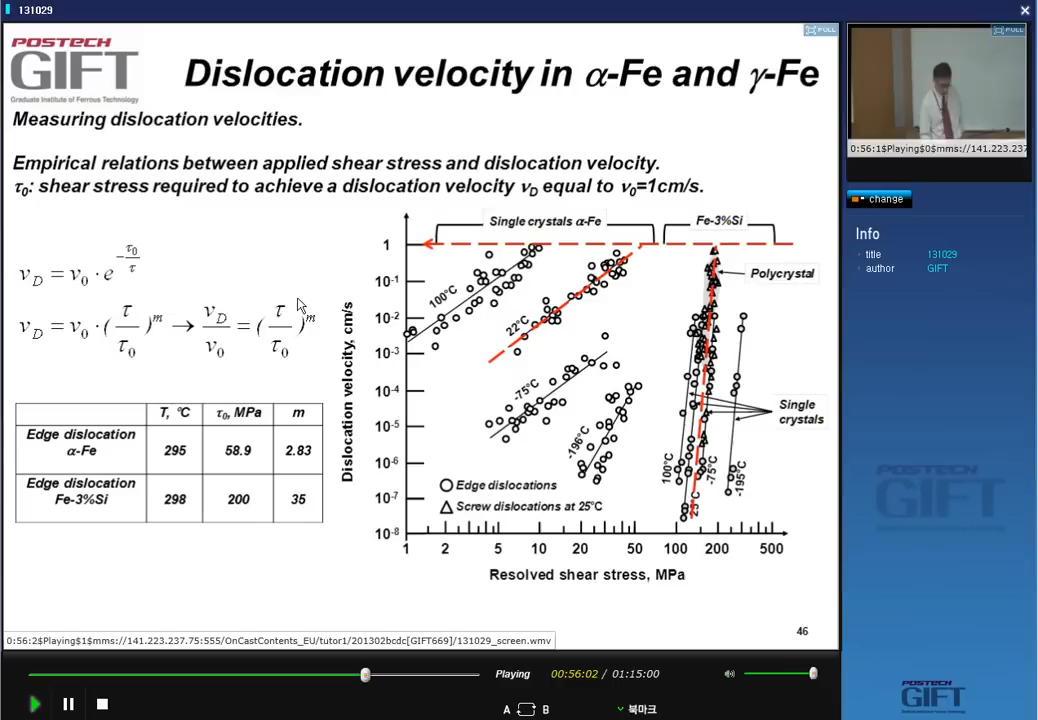 131029
FULL
POSTECH
GIFT
Graduate Institute of Ferrous Technology
Dislocation velocity in α-Fe and γ-Fe
Measuring dislocation velocities.
Empirical relations between applied shear stress and dislocation velocity.
τ0: shear stress required to achieve a dislocation velocity vD equal to v0=1cm/s.
vD = v0 · e^(-τ0/τ)
vD = v0 · (τ/τ0)^m → vD/v0 = (τ/τ0)^m
T, °C τ0, MPa m
Edge dislocation α-Fe 295 58.9 2.83
Edge dislocation Fe-3%Si 298 200 35
Single crystals α-Fe
Fe-3%Si
Dislocation velocity, cm/s
1
10-1
10-2
10-3
10-4
10-5
10-6
10-7
10-8
100°C
22°C
-75°C
-196°C
Polycrystal
Single
crystals
100°C
25°C
-75°C
-195°C
Edge dislocations
Screw dislocations at 25°C
1 2 5 10 20 50 100 200 500
Resolved shear stress, MPa
46
0:56:2$Playing$1$mms://141.223.237.75:555/OnCastContents_EU/tutor1/201302bcdc[GIFT669]/131029_screen.wmv
Playing
00:56:02 / 01:15:00
A B
북마크
FULL
0:56:1$Playing$0$mms://141.223.237
change
Info
title 131029
author GIFT
POSTECH
GIFT
POSTECH
GIFT